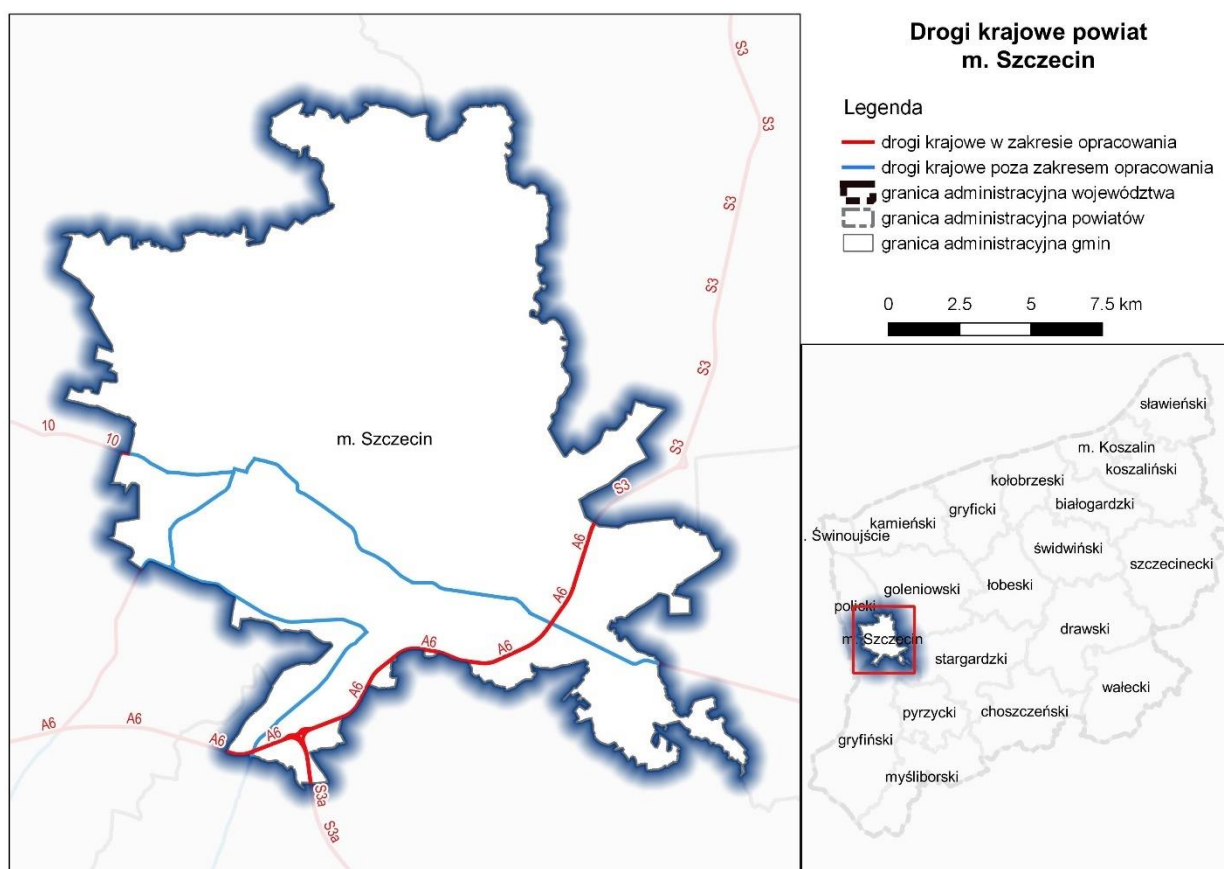 Drogi krajowe powiat
m. Szczecin
Legenda
drogi krajowe w zakresie opracowania
drogi krajowe poza zakresem opracowania
granica administracyjna województwa
granica administracyjna powiatów
granica administracyjna gmin
0 2.5 5 7.5 km
S3
S3
S3
S3
S3
S3
S3
10
10
m. Szczecin
A6
A6
A6
A6
A6
A6
A6
A6
A6
S3a
S3a
sławieński
m. Koszalin
koszaliński
kołobrzeski
białogardzki
gryficki
kamieński
. Świnoujście
świdwiński
szczecinecki
łobeski
goleniowski
policki
drawski
m. Szczecin
stargardzki
wałecki
pyrzycki
choszczeński
gryfiński
myśliborski